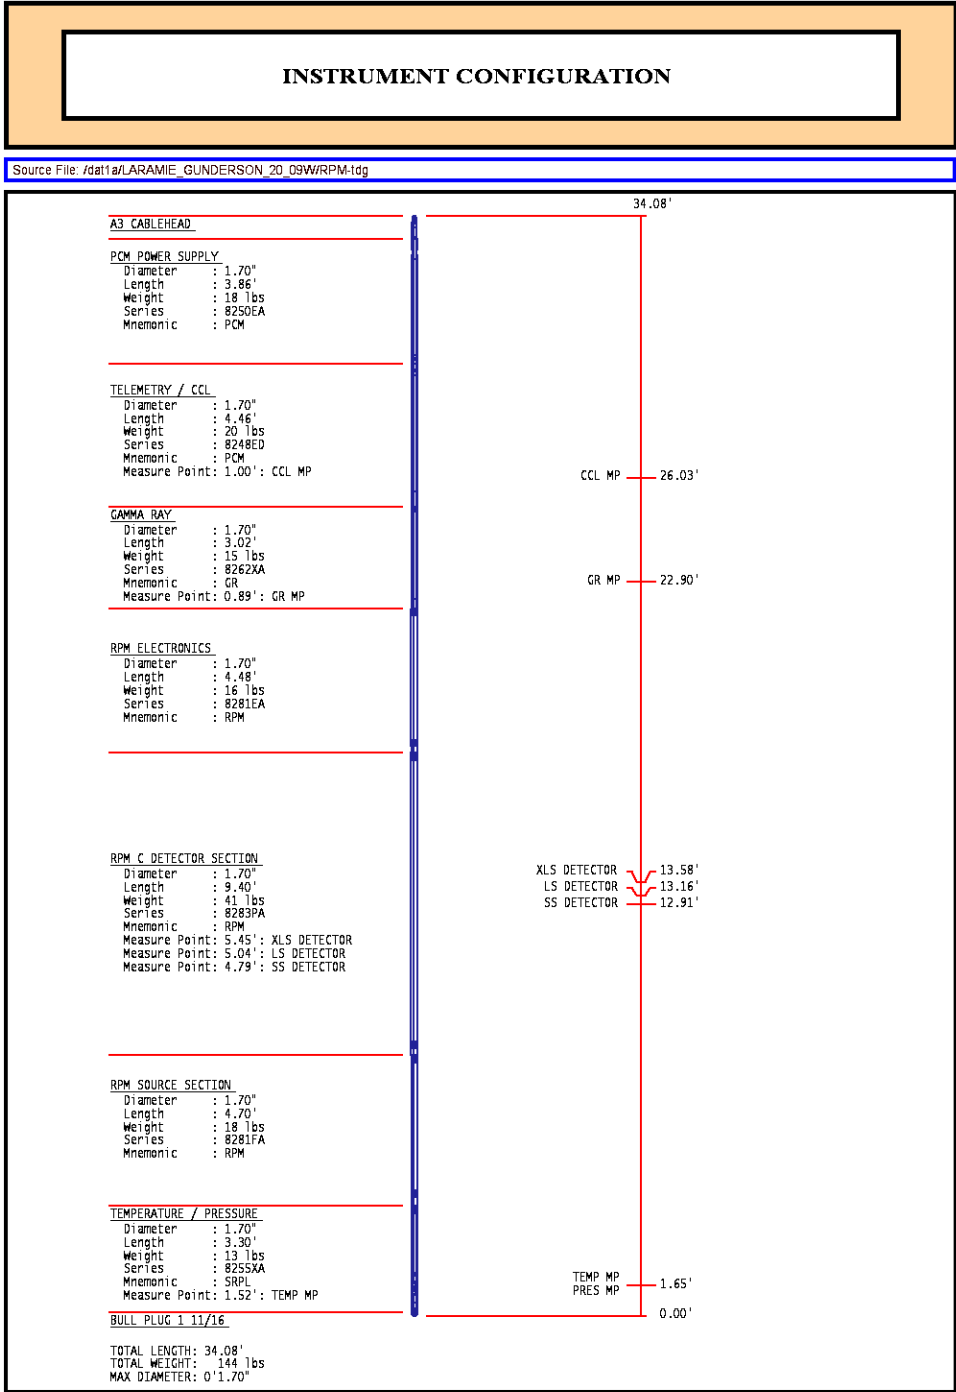 INSTRUMENT CONFIGURATION
Source File: /dat1a/LARAMIE_GUNDERSON_20_09W/RPM-tdg
34.08'
A3 CABLEHEAD
PCM POWER SUPPLY
Diameter : 1.70"
Length : 3.86'
Weight : 18 lbs
Series : 8250EA
Mnemonic : PCM
TELEMETRY / CCL
Diameter : 1.70"
Length : 4.46'
Weight : 20 lbs
Series : 8248ED
Mnemonic : PCM
Measure Point: 1.00': CCL MP
CCL MP 26.03'
GAMMA RAY
Diameter : 1.70"
Length : 3.02'
Weight : 15 lbs
Series : 8262XA
Mnemonic : GR
Measure Point: 0.89': GR MP
GR MP 22.90'
RPM ELECTRONICS
Diameter : 1.70"
Length : 4.48'
Weight : 16 lbs
Series : 8281EA
Mnemonic : RPM
RPM C DETECTOR SECTION
Diameter : 1.70"
Length : 9.40'
Weight : 41 lbs
Series : 8283PA
Mnemonic : RPM
Measure Point: 5.45': XLS DETECTOR
Measure Point: 5.04': LS DETECTOR
Measure Point: 4.79': SS DETECTOR
XLS DETECTOR 13.58'
LS DETECTOR 13.16'
SS DETECTOR 12.91'
RPM SOURCE SECTION
Diameter : 1.70"
Length : 4.70'
Weight : 18 lbs
Series : 8281FA
Mnemonic : RPM
TEMPERATURE / PRESSURE
Diameter : 1.70"
Length : 3.30'
Weight : 13 lbs
Series : 8255XA
Mnemonic : SRPL
Measure Point: 1.52': TEMP MP
TEMP MP
PRES MP 1.65'
0.00'
BULL PLUG 1 11/16
TOTAL LENGTH: 34.08'
TOTAL WEIGHT: 144 lbs
MAX DIAMETER: 0'1.70"